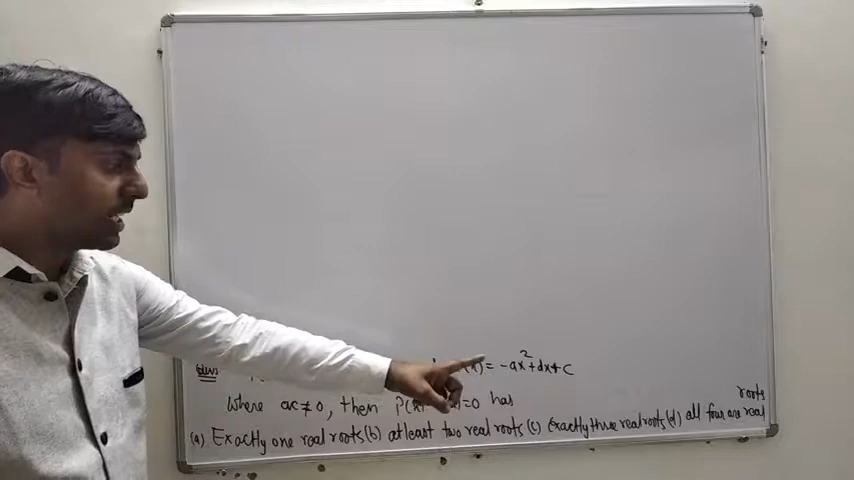 (x) = -ax²+dx+c
Where ac≠0, then P(x) =0 has
roots
(a) Exactly one real roots(b) atleast two real roots(c) Exactly three real roots(d) all four are real